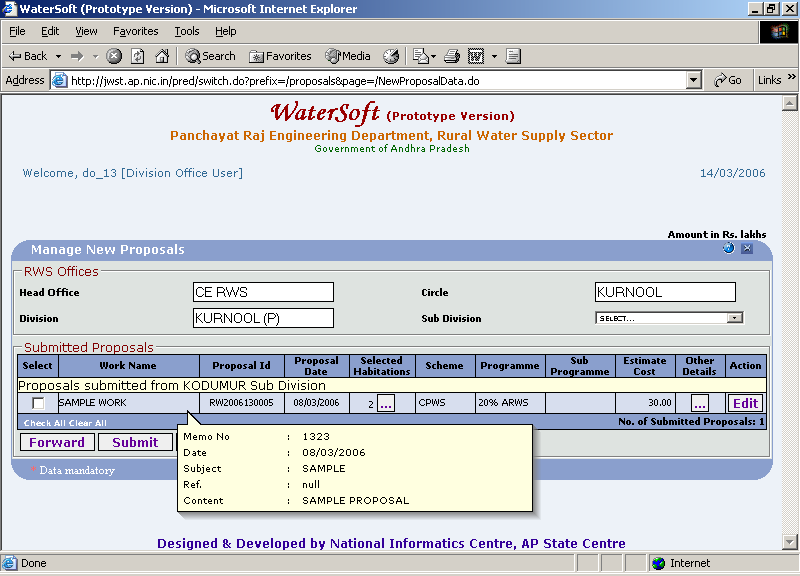 WaterSoft (Prototype Version) - Microsoft Internet Explorer
File Edit View Favorites Tools Help
Back Search Favorites Media
Address http://jwst.ap.nic.in/pred/switch.do?prefix=/proposals&page=/NewProposalData.do Go Links »
WaterSoft (Prototype Version)
Panchayat Raj Engineering Department, Rural Water Supply Sector
Government of Andhra Pradesh
Welcome, do_13 [Division Office User] 14/03/2006
Amount in Rs. lakhs
Manage New Proposals
RWS Offices
Head Office CE RWS Circle KURNOOL
Division KURNOOL (P) Sub Division SELECT...
Submitted Proposals
Select Work Name Proposal Id Proposal Date Selected Habitations Scheme Programme Sub Programme Estimate Cost Other Details Action
Proposals submitted from KODUMUR Sub Division
SAMPLE WORK RW2006130005 08/03/2006 2 ... CPWS 20% ARWS 30.00 ... Edit
Check All Clear All No. of Submitted Proposals: 1
Forward Submit
Memo No : 1323
Date : 08/03/2006
Subject : SAMPLE
Ref. : null
Content : SAMPLE PROPOSAL
* Data mandatory
Designed & Developed by National Informatics Centre, AP State Centre
Done Internet